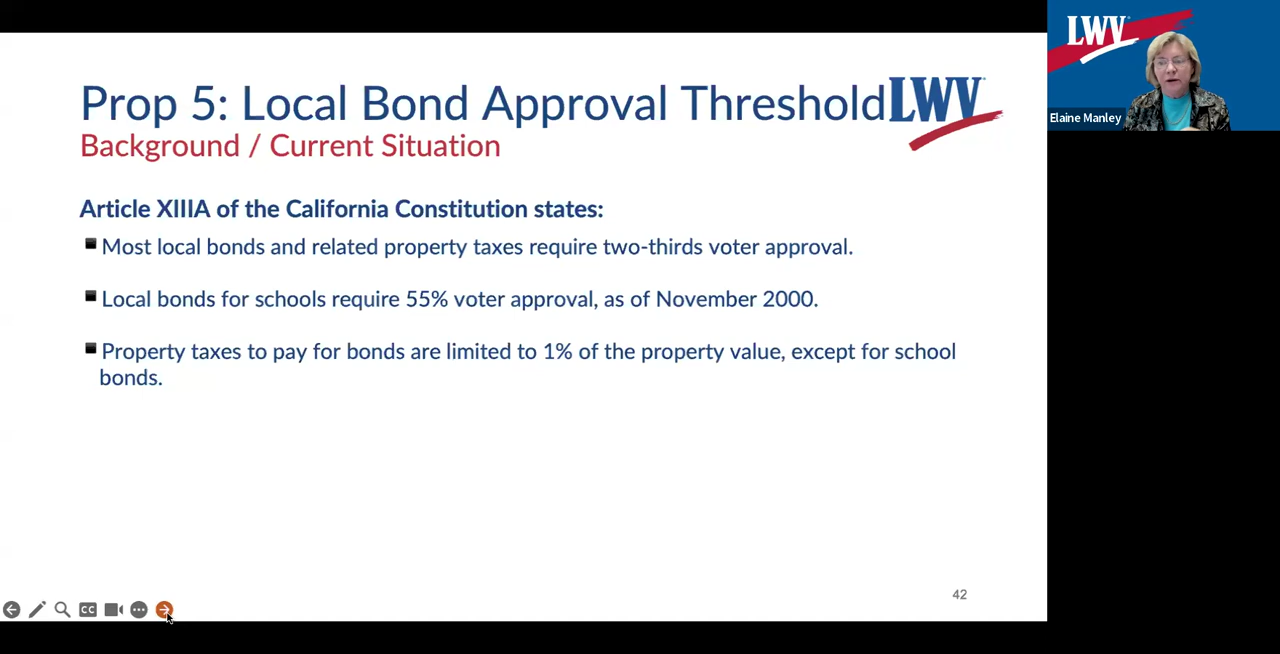 Prop 5: Local Bond Approval Threshold
LWV
Background / Current Situation
Article XIIIA of the California Constitution states:
Most local bonds and related property taxes require two-thirds voter approval.
Local bonds for schools require 55% voter approval, as of November 2000.
Property taxes to pay for bonds are limited to 1% of the property value, except for school
bonds.
42
CC
LWV
Elaine Manley